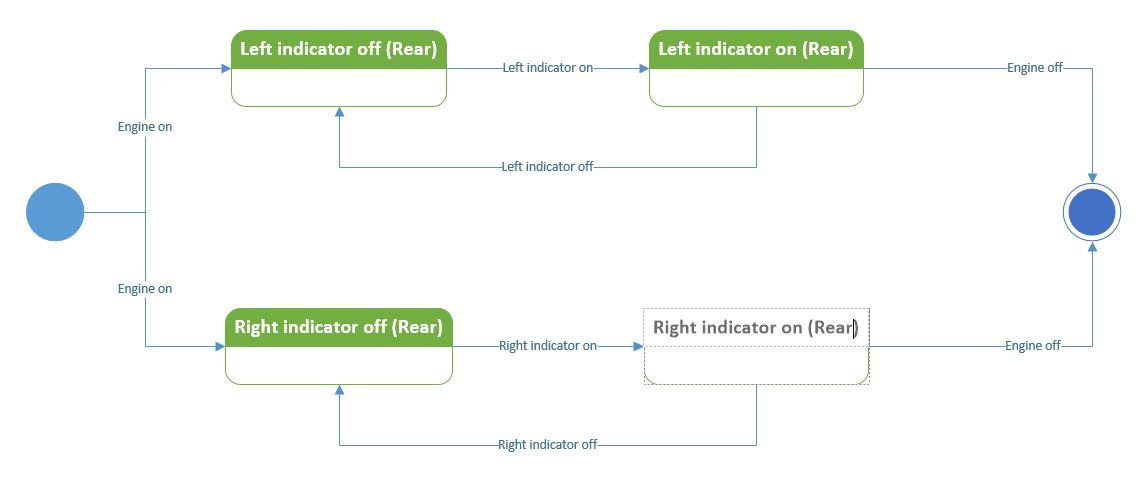 Left indicator off (Rear)
Left indicator on (Rear)
Left indicator on
Engine off
Engine on
Left indicator off
Engine on
Right indicator off (Rear)
Right indicator on (Rear)
Right indicator on
Engine off
Right indicator off